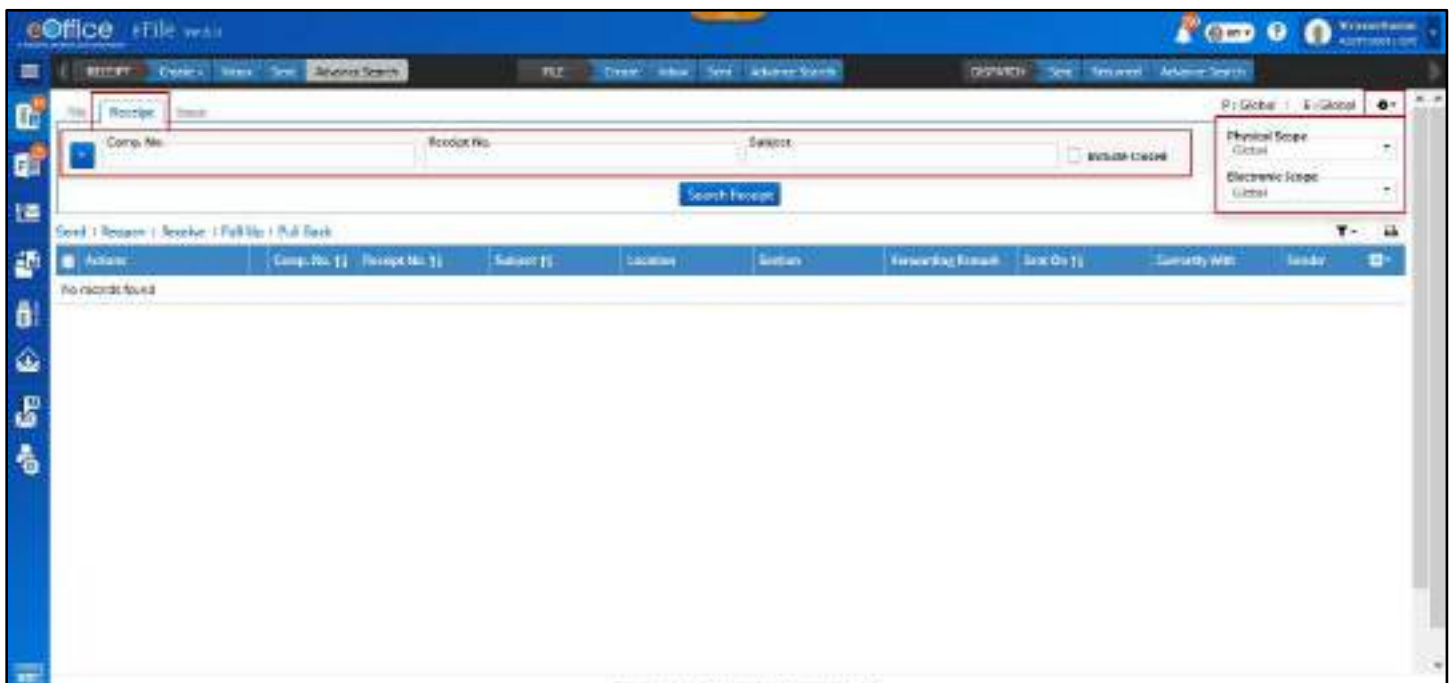 eOffice eFile
RECEIPT Create Inbox Sent Advance Search FILE Create Inbox Sent Advance Search DISPATCH Sent Returned Advance Search
File Receipt Issue P : Global | E : Global
Comp. No. Receipt No. Subject Include Closed
Physical Scope
Global
Electronic Scope
Global
Search Receipt
Send | Reopen | Receive | Pull Up | Pull Back
Actions Comp. No. Receipt No. Subject Location Section Forwarding Remark Sent On Currently With Sender
No records found